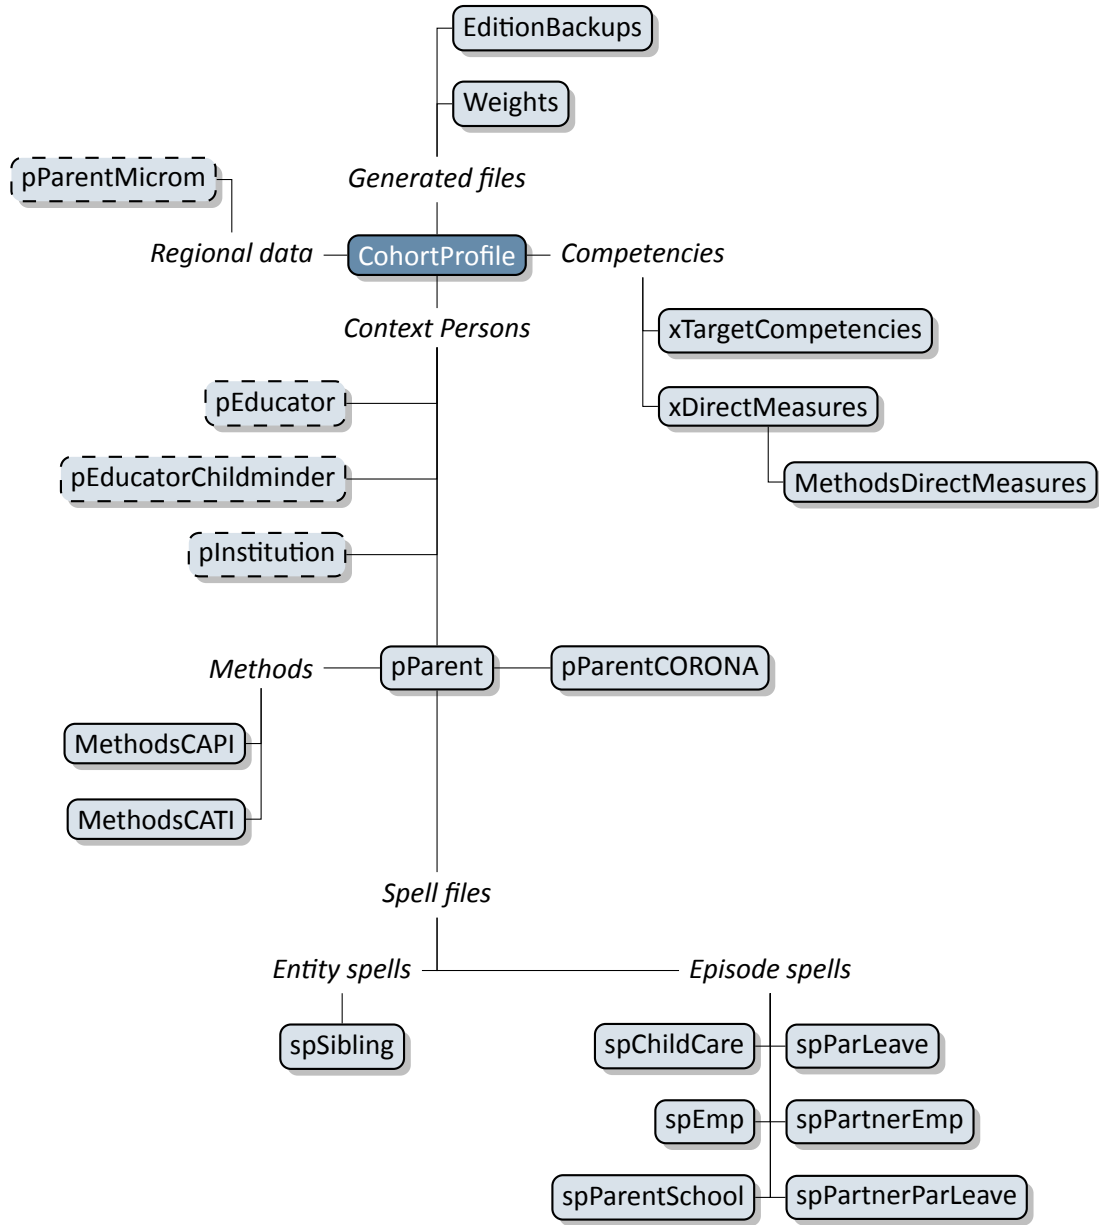 EditionBackups
Weights
pParentMicrom
Generated files
Regional data
CohortProfile
Competencies
Context Persons
xTargetCompetencies
pEducator
xDirectMeasures
pEducatorChildminder
MethodsDirectMeasures
pInstitution
Methods
pParent
pParentCORONA
MethodsCAPI
MethodsCATI
Spell files
Entity spells
Episode spells
spSibling
spChildCare
spParLeave
spEmp
spPartnerEmp
spParentSchool
spPartnerParLeave